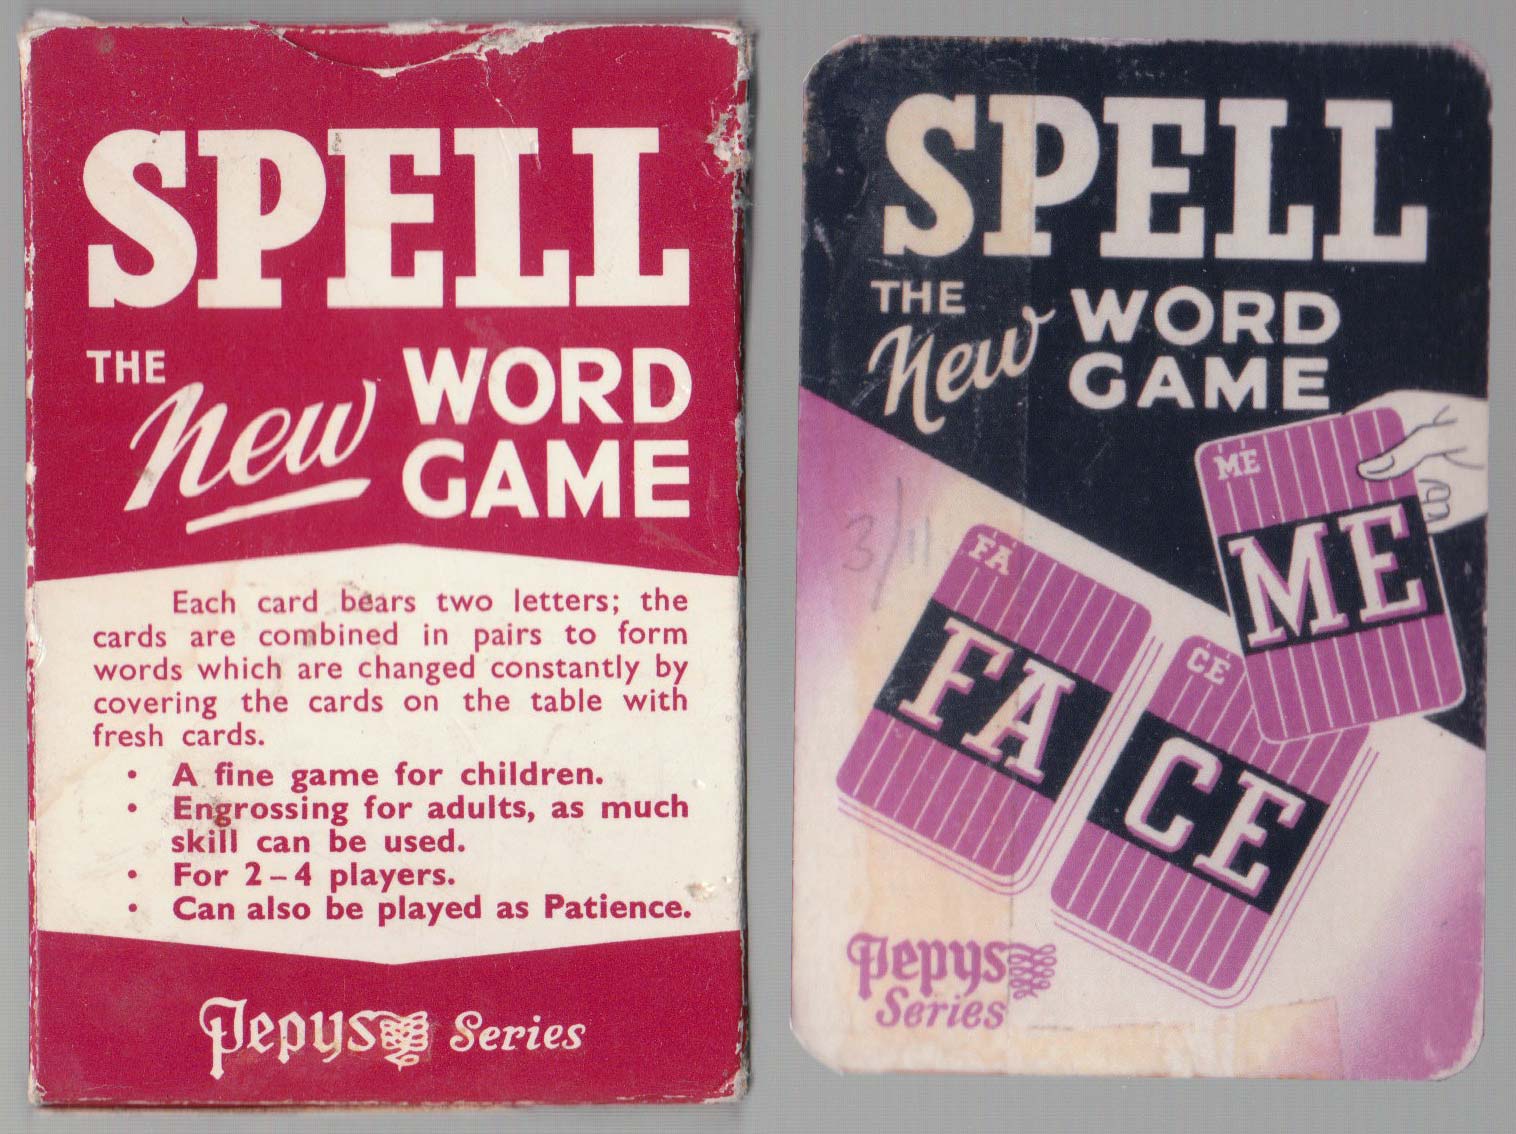 SPELL
THE New WORD
GAME
Each card bears two letters; the
cards are combined in pairs to form
words which are changed constantly by
covering the cards on the table with
fresh cards.
• A fine game for children.
• Engrossing for adults, as much
skill can be used.
• For 2–4 players.
• Can also be played as Patience.
Pepys Series
SPELL
THE New WORD
GAME
ME
ME
3/11
FA
FA
CE
CE
Pepys
Series